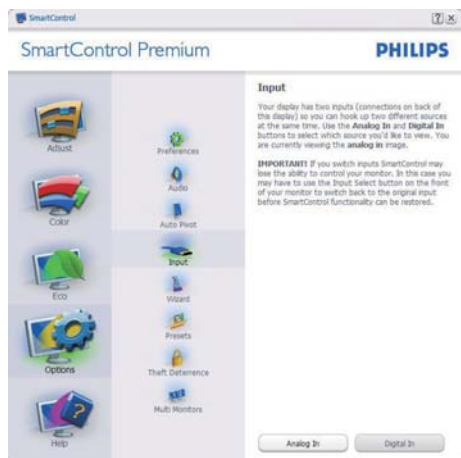 SmartControl
SmartControl Premium
PHILIPS
Adjust
Color
Eco
Options
Help
Preferences
Audio
Auto Pivot
Input
Wizard
Presets
Theft Deterrence
Multi Monitors
Input
Your display has two inputs (connections on back of
this display) so you can hook up two different sources
at the same time. Use the Analog In and Digital In
buttons to select which source you'd like to view. You
are currently viewing the analog in image.
IMPORTANT! If you switch inputs SmartControl may
lose the ability to control your monitor. In this case you
may have to use the Input Select button on the front
of your monitor to switch back to the original input
before SmartControl functionality can be restored.
Analog In
Digital In